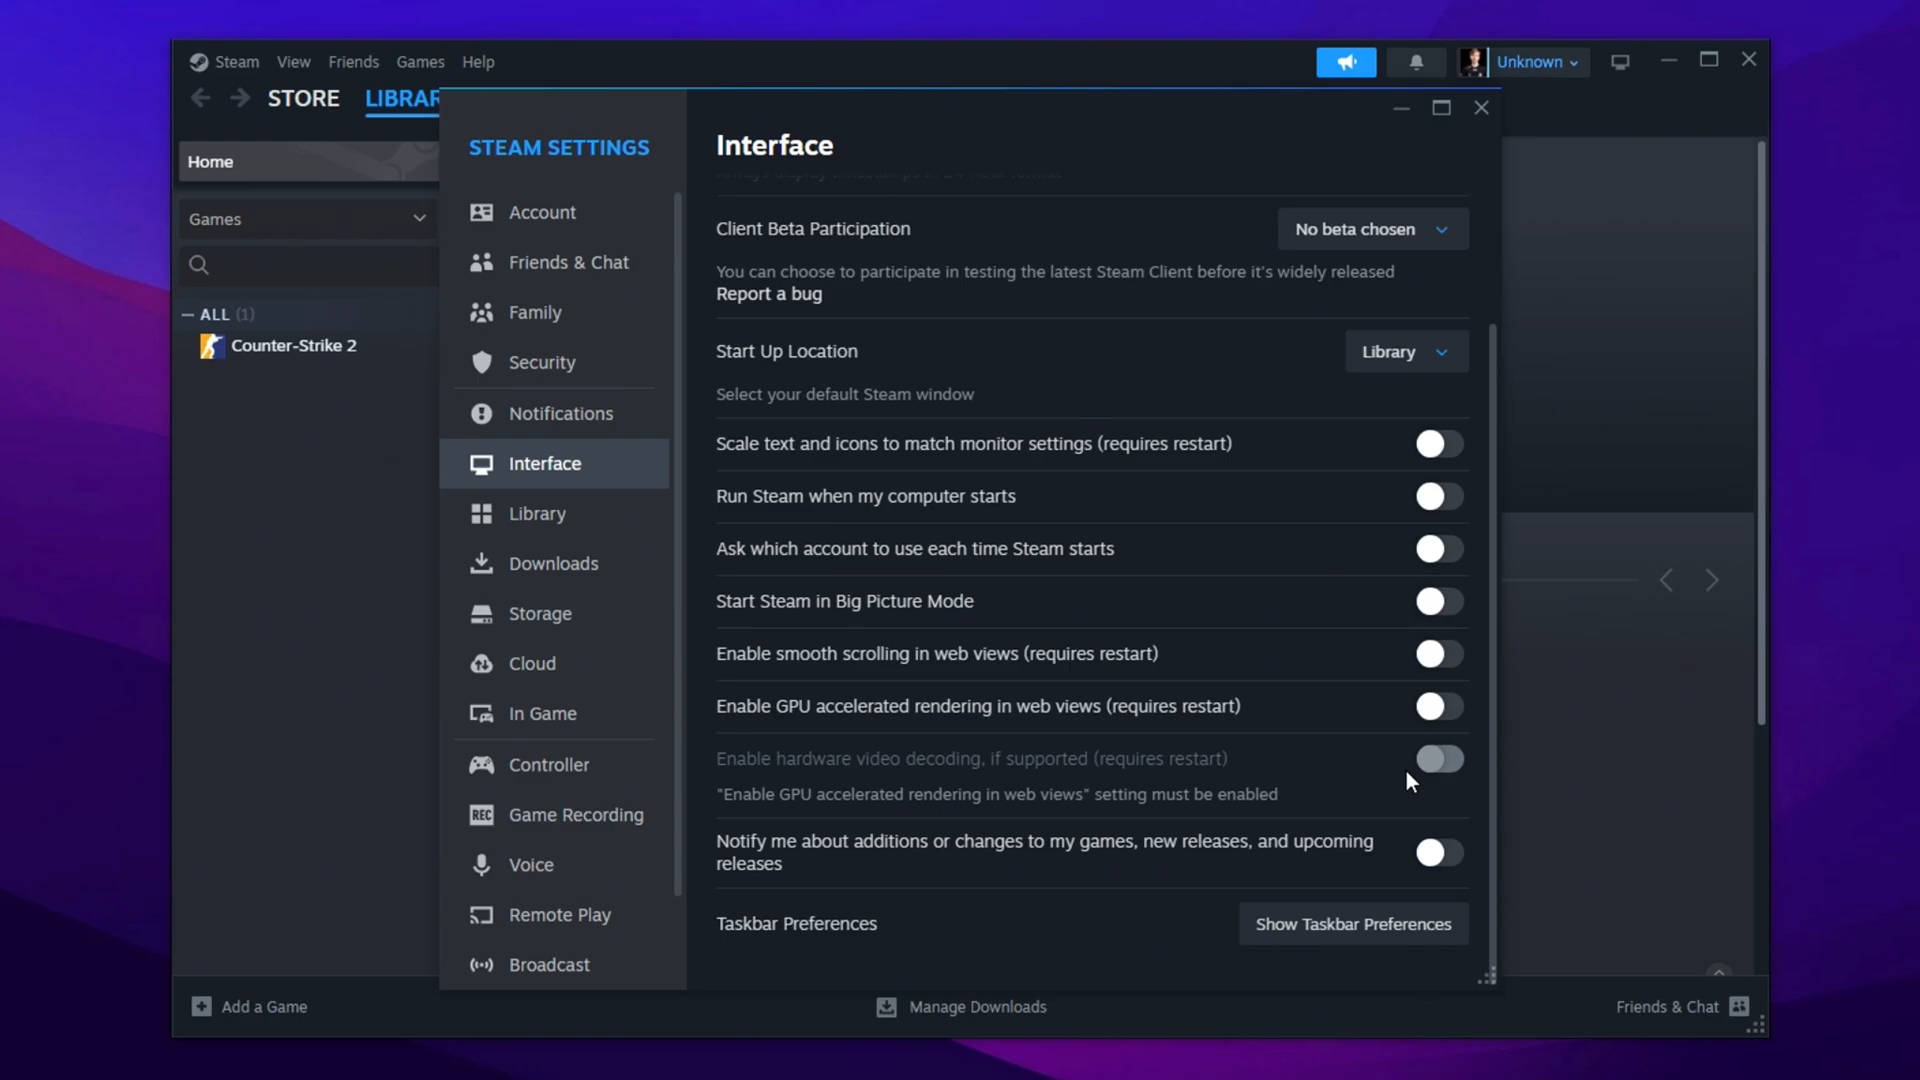 Steam View Friends Games Help
Unknown
STORE LIBRAR
Home
Games
ALL (1)
Counter-Strike 2
STEAM SETTINGS
Account
Friends & Chat
Family
Security
Notifications
Interface
Library
Downloads
Storage
Cloud
In Game
Controller
REC Game Recording
Voice
Remote Play
Broadcast
Interface
Client Beta Participation
No beta chosen
You can choose to participate in testing the latest Steam Client before it's widely released
Report a bug
Start Up Location
Library
Select your default Steam window
Scale text and icons to match monitor settings (requires restart)
Run Steam when my computer starts
Ask which account to use each time Steam starts
Start Steam in Big Picture Mode
Enable smooth scrolling in web views (requires restart)
Enable GPU accelerated rendering in web views (requires restart)
Enable hardware video decoding, if supported (requires restart)
"Enable GPU accelerated rendering in web views" setting must be enabled
Notify me about additions or changes to my games, new releases, and upcoming
releases
Taskbar Preferences
Show Taskbar Preferences
Add a Game
Manage Downloads
Friends & Chat